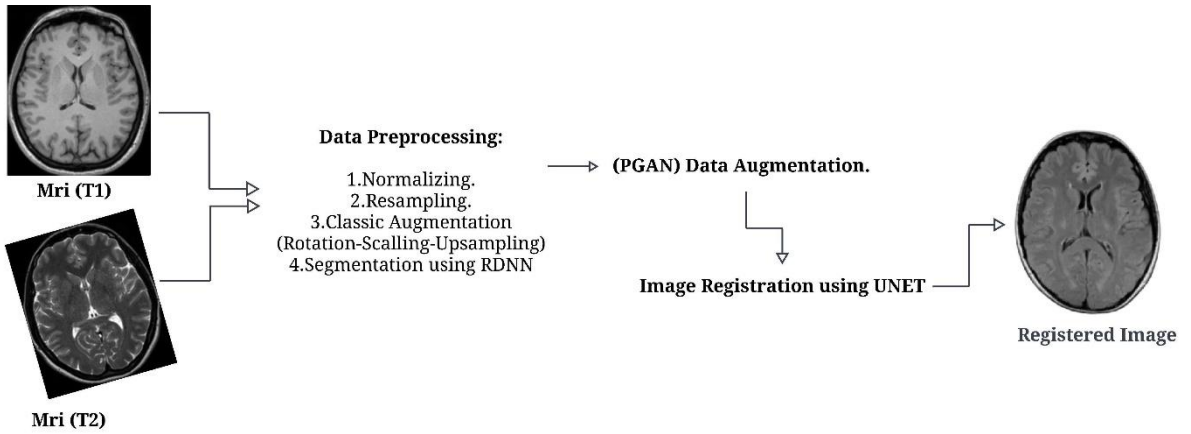 Mri (T1)
Mri (T2)
Data Preprocessing:
1.Normalizing.
2.Resampling.
3.Classic Augmentation
(Rotation-Scalling-Upsampling)
4.Segmentation using RDNN
(PGAN) Data Augmentation.
Image Registration using UNET
Registered Image